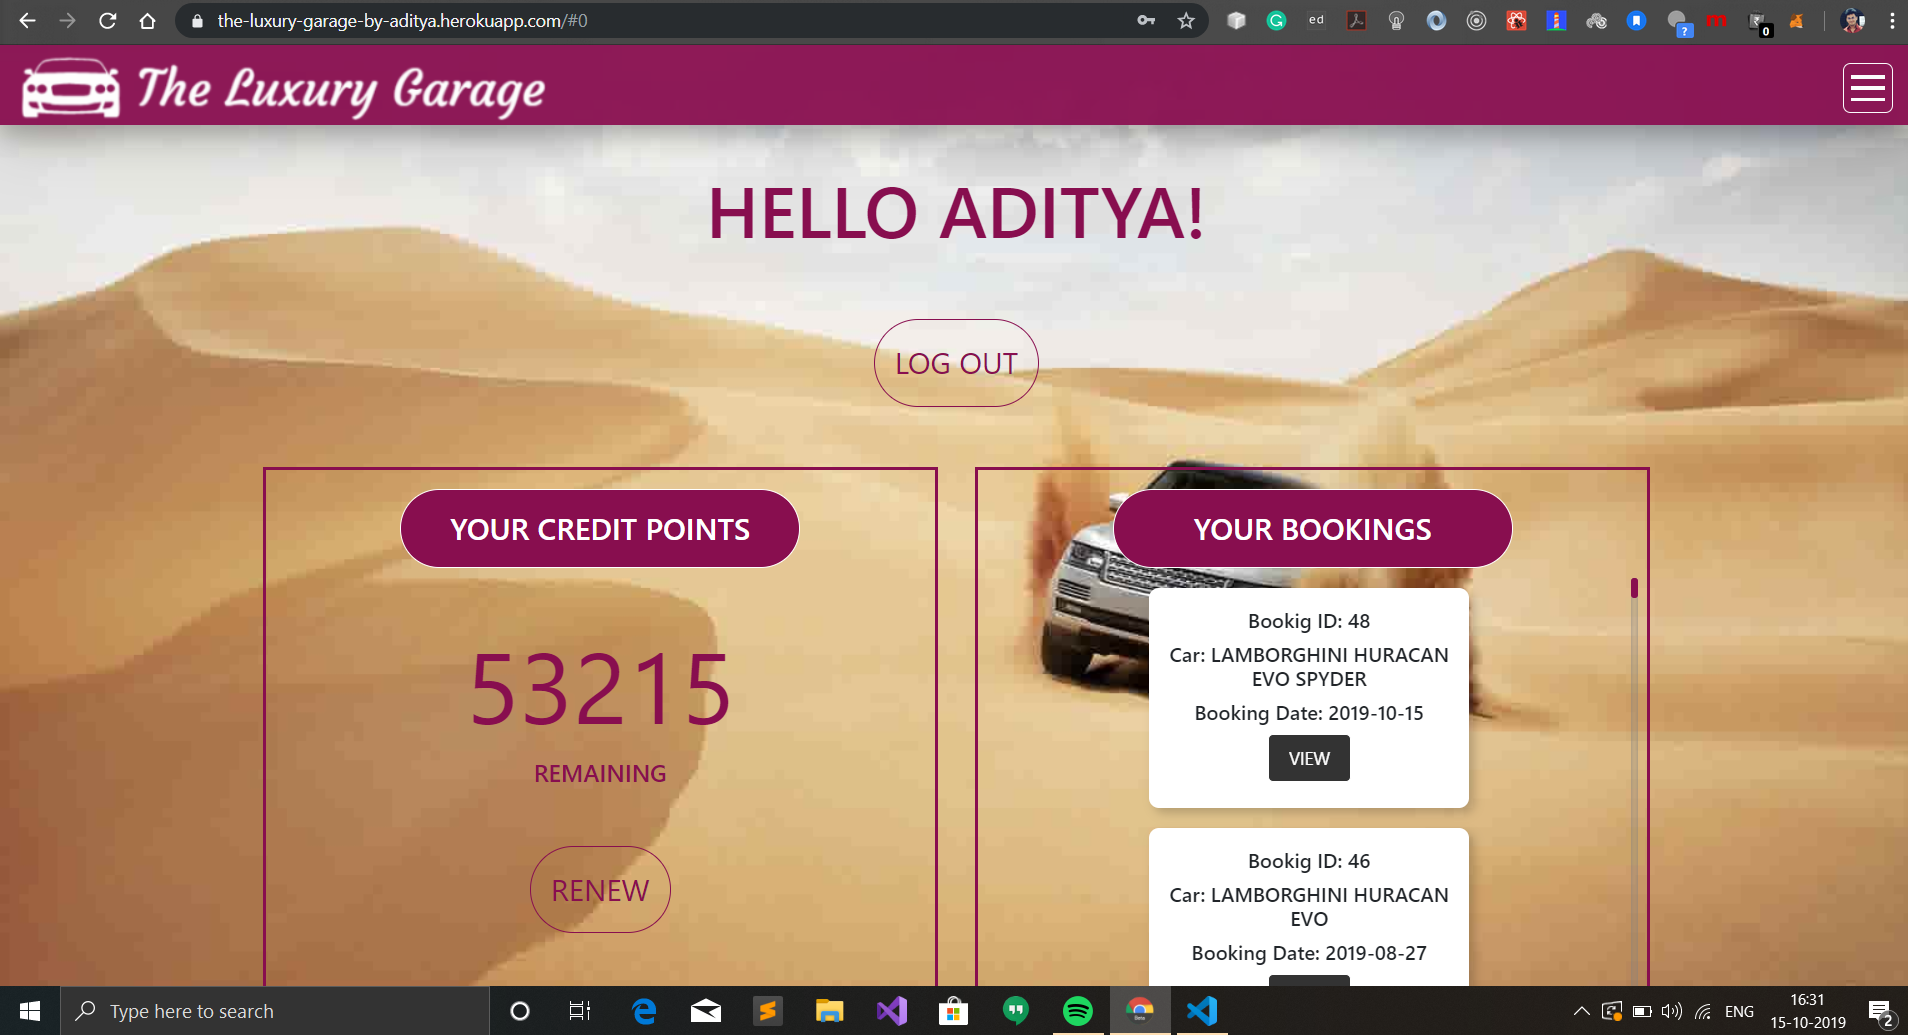 the-luxury-garage-by-aditya.herokuapp.com/#0
ed
?
m
0
The Luxury Garage
HELLO ADITYA!
LOG OUT
YOUR CREDIT POINTS
53215
REMAINING
RENEW
YOUR BOOKINGS
Bookig ID: 48
Car: LAMBORGHINI HURACAN
EVO SPYDER
Booking Date: 2019-10-15
VIEW
Bookig ID: 46
Car: LAMBORGHINI HURACAN
EVO
Booking Date: 2019-08-27
Type here to search
ENG
16:31
15-10-2019
2